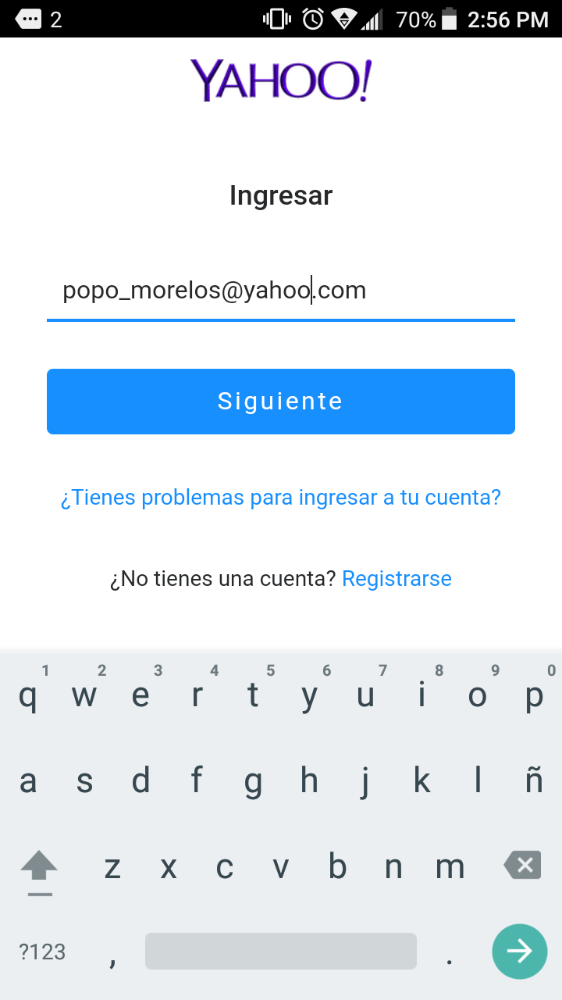 2 70% 2:56 PM
YAHOO!
Ingresar
popo_morelos@yahoo.com
Siguiente
¿Tienes problemas para ingresar a tu cuenta?
¿No tienes una cuenta? Registrarse
1 2 3 4 5 6 7 8 9 0
q w e r t y u i o p
a s d f g h j k l ñ
z x c v b n m
?123 , .